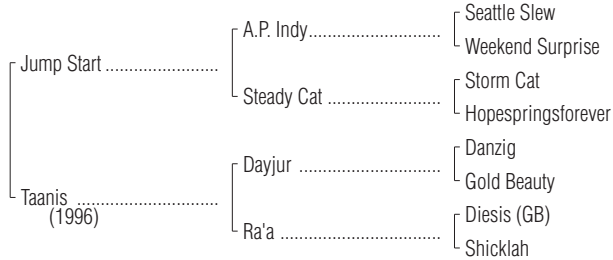 Seattle Slew
A.P. Indy........................................
Weekend Surprise
Jump Start ..................................
Storm Cat
Steady Cat ...................................
Hopespringsforever
Danzig
Dayjur ...........................................
Gold Beauty
Taanis ..........................................
(1996)
Diesis (GB)
Ra'a ................................................
Shicklah